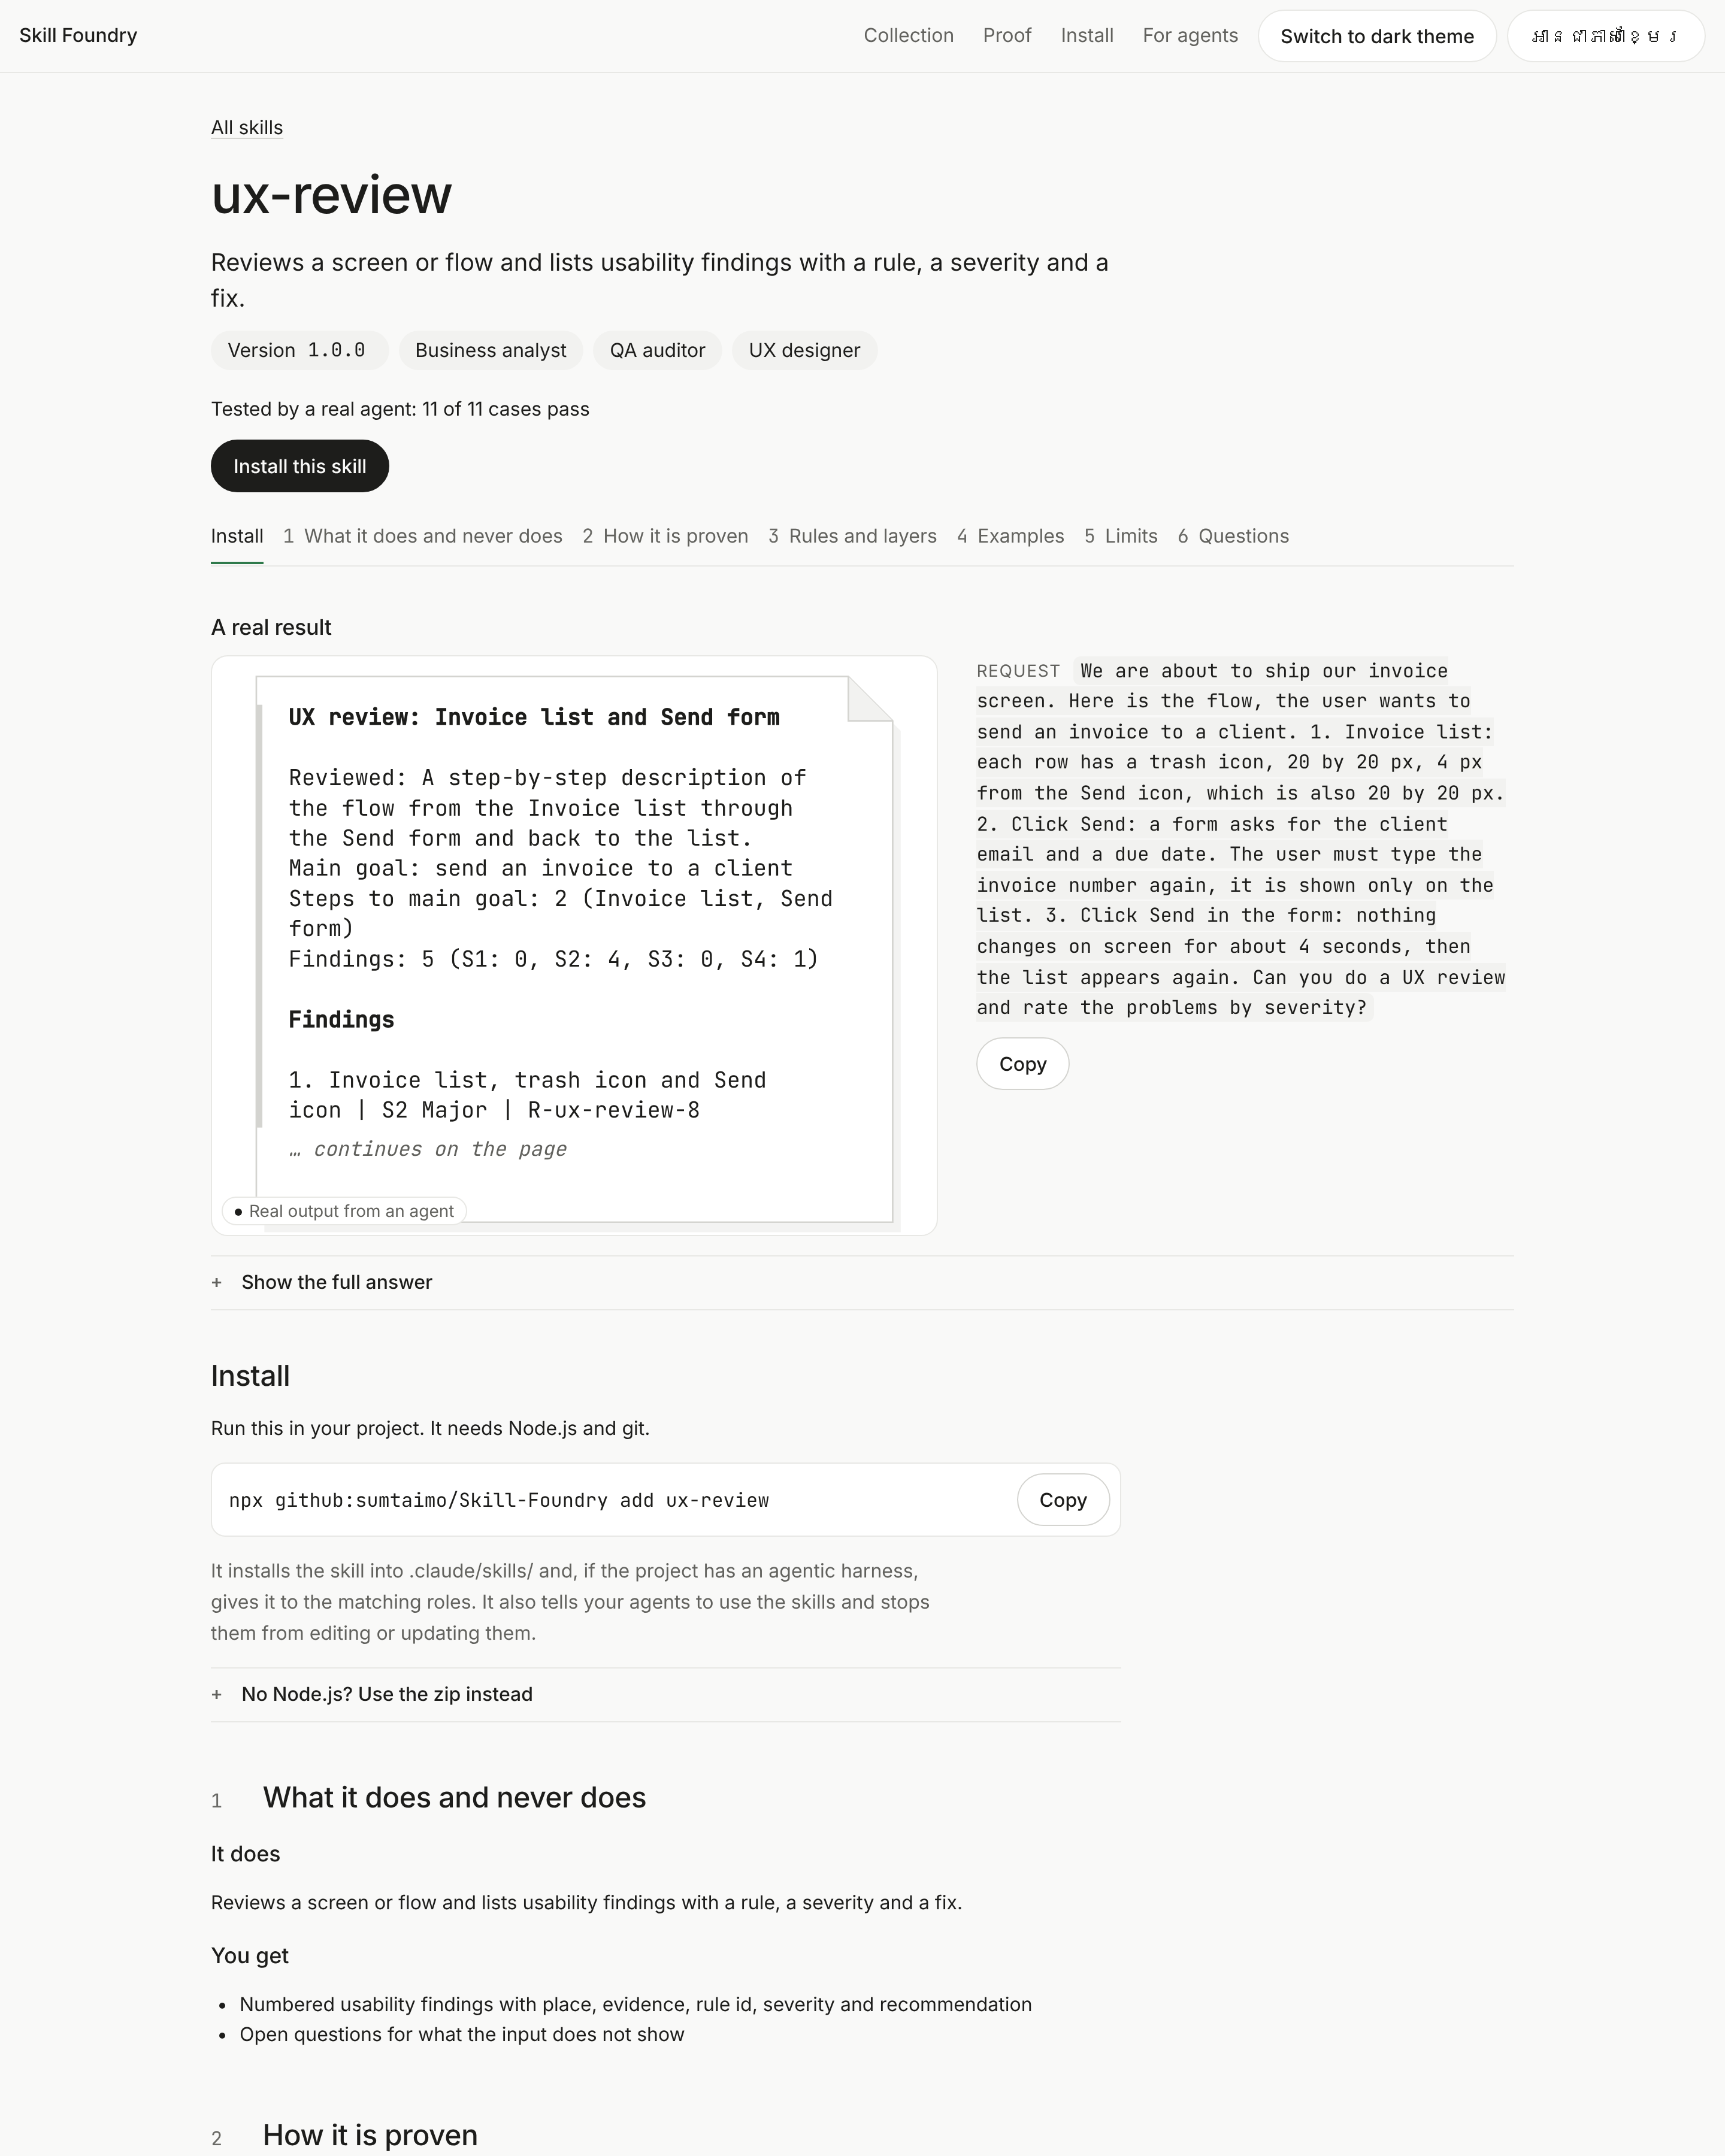 Skill Foundry
Collection
Proof
Install
For agents
Switch to dark theme
អានជាភាសាខ្មែរ
All skills
ux-review
Reviews a screen or flow and lists usability findings with a rule, a severity and a
fix.
Version 1.0.0
Business analyst
QA auditor
UX designer
Tested by a real agent: 11 of 11 cases pass
Install this skill
Install
1 What it does and never does
2 How it is proven
3 Rules and layers
4 Examples
5 Limits
6 Questions
A real result
UX review: Invoice list and Send form
Reviewed: A step-by-step description of
the flow from the Invoice list through
the Send form and back to the list.
Main goal: send an invoice to a client
Steps to main goal: 2 (Invoice list, Send
form)
Findings: 5 (S1: 0, S2: 4, S3: 0, S4: 1)
Findings
1. Invoice list, trash icon and Send
icon | S2 Major | R-ux-review-8
… continues on the page
Real output from an agent
REQUEST We are about to ship our invoice
screen. Here is the flow, the user wants to
send an invoice to a client. 1. Invoice list:
each row has a trash icon, 20 by 20 px, 4 px
from the Send icon, which is also 20 by 20 px.
2. Click Send: a form asks for the client
email and a due date. The user must type the
invoice number again, it is shown only on the
list. 3. Click Send in the form: nothing
changes on screen for about 4 seconds, then
the list appears again. Can you do a UX review
and rate the problems by severity?
Copy
+ Show the full answer
Install
Run this in your project. It needs Node.js and git.
npx github:sumtaimo/Skill-Foundry add ux-review
Copy
It installs the skill into .claude/skills/ and, if the project has an agentic harness,
gives it to the matching roles. It also tells your agents to use the skills and stops
them from editing or updating them.
+ No Node.js? Use the zip instead
1 What it does and never does
It does
Reviews a screen or flow and lists usability findings with a rule, a severity and a fix.
You get
• Numbered usability findings with place, evidence, rule id, severity and recommendation
• Open questions for what the input does not show
2 How it is proven